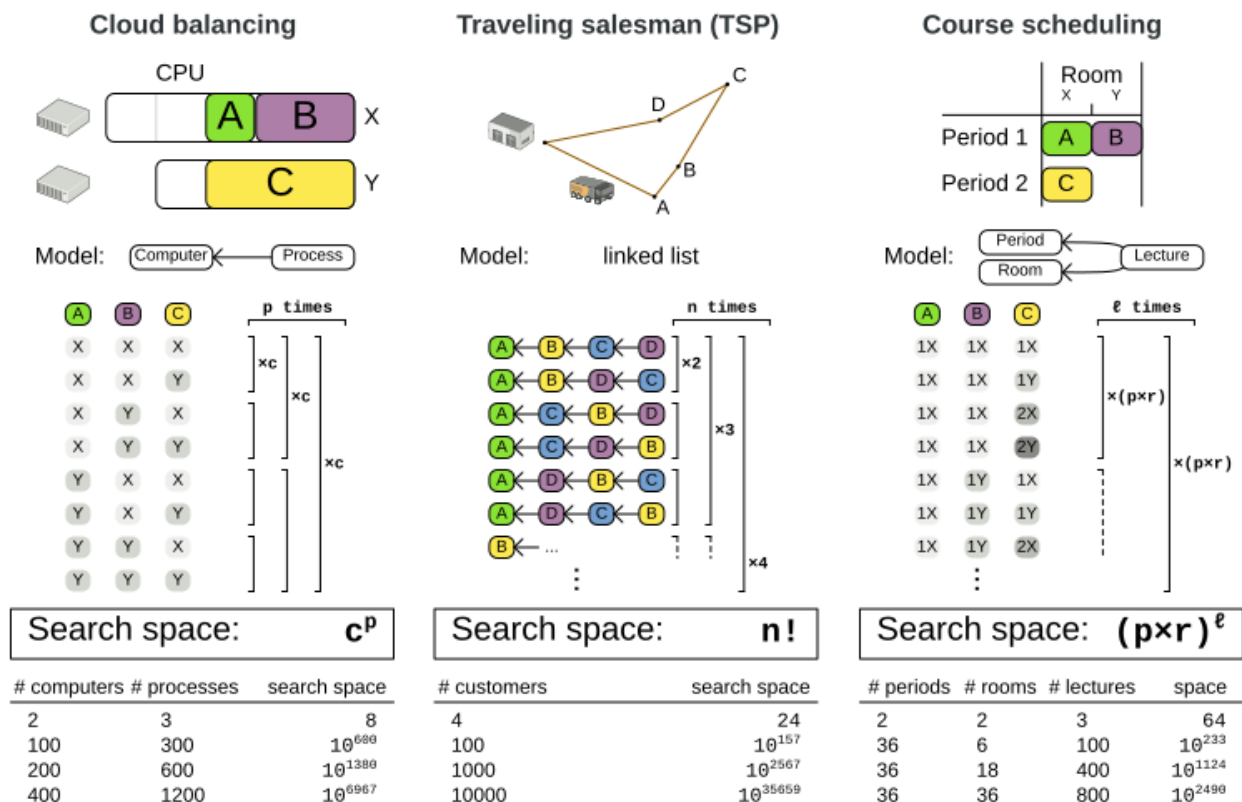 Cloud balancing
CPU
A B X
C Y
Model: Computer Process
A B C p times
X X X
X X Y
X Y X
X Y Y
Y X X
Y X Y
Y Y X
Y Y Y
×c
×c
×c
Search space: c^p
# computers # processes search space
2 3 8
100 300 10^600
200 600 10^1380
400 1200 10^6967
Traveling salesman (TSP)
C
D
B
A
Model: linked list
n times
A B C D
A B D C
A C B D
A C D B
A D B C
A D C B
B ...
⋮
×2
×3
×4
Search space: n!
# customers search space
4 24
100 10^157
1000 10^2567
10000 10^35659
Course scheduling
Room
X Y
Period 1 A B
Period 2 C
Model: Period Room Lecture
A B C ℓ times
1X 1X 1X
1X 1X 1Y
1X 1X 2X
1X 1X 2Y
1X 1Y 1X
1X 1Y 1Y
1X 1Y 2X
⋮
×(p×r)
×(p×r)
Search space: (p×r)^ℓ
# periods # rooms # lectures space
2 2 3 64
36 6 100 10^233
36 18 400 10^1124
36 36 800 10^2490